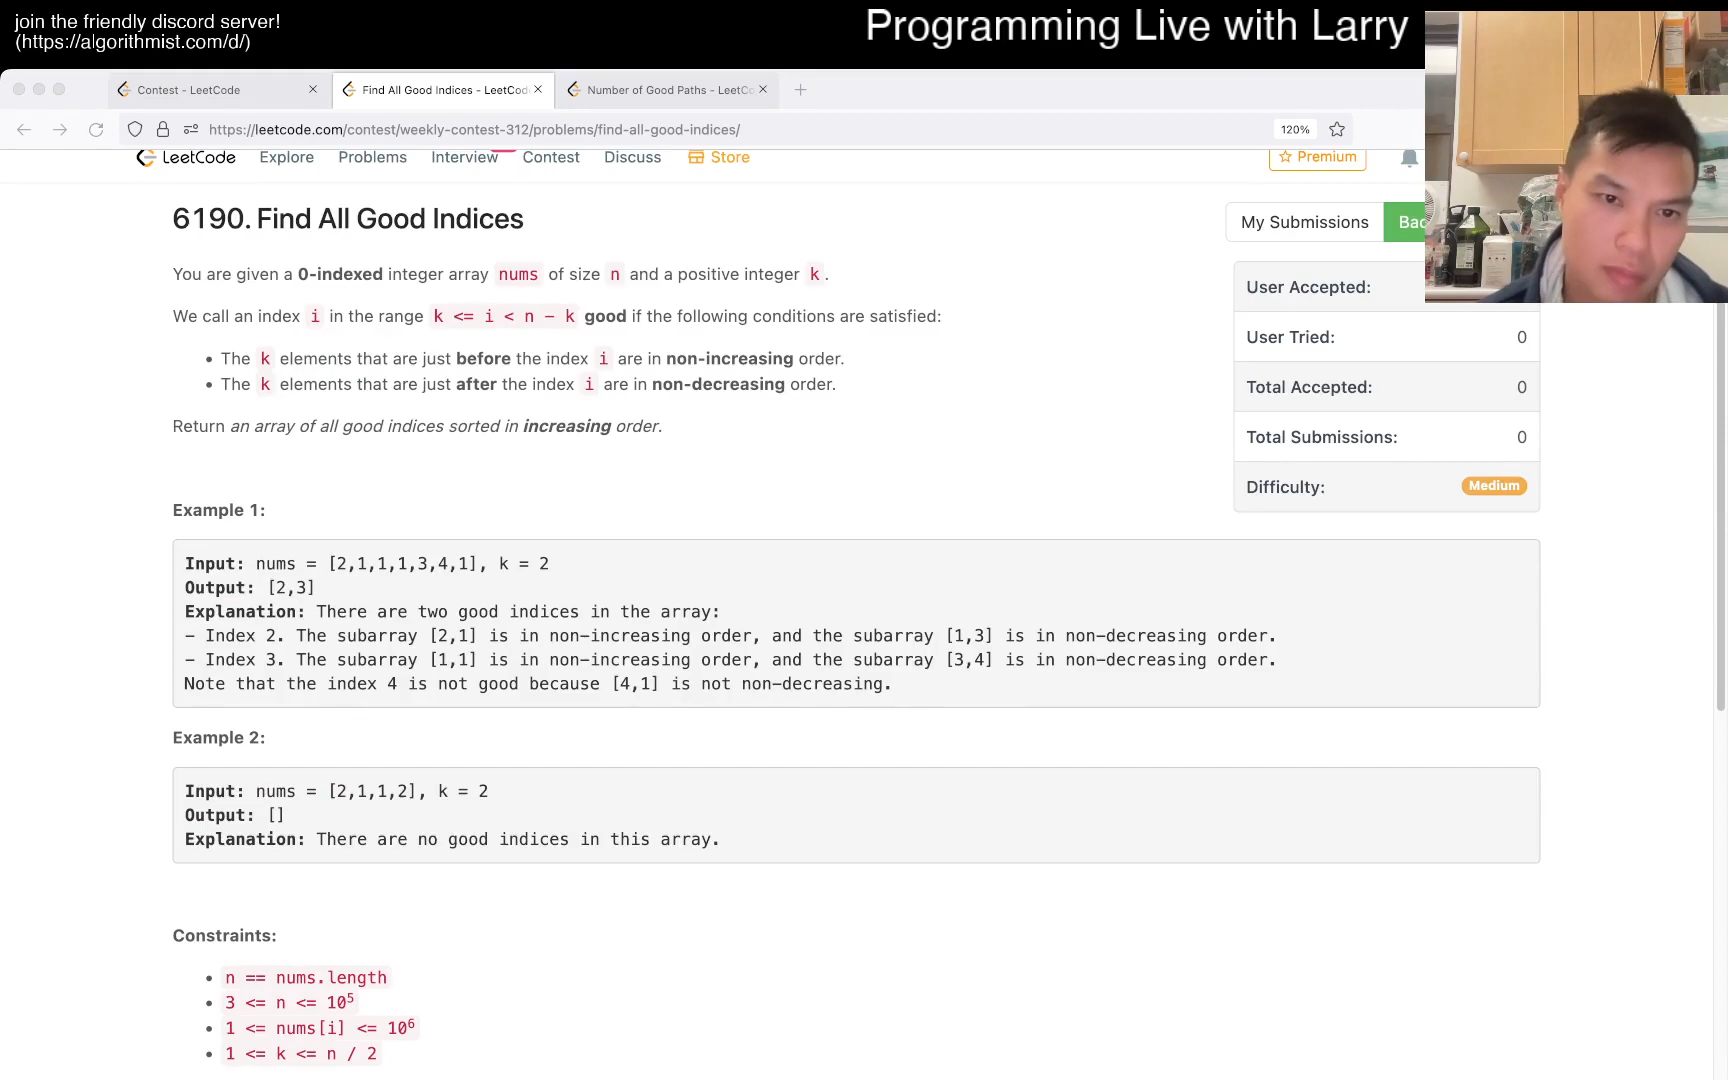 join the friendly discord server!
(https://algorithmist.com/d/)
Programming Live with Larry
Contest - LeetCode
Find All Good Indices - LeetCod
Number of Good Paths - LeetCo
https://leetcode.com/contest/weekly-contest-312/problems/find-all-good-indices/
120%
LeetCode Explore Problems Interview Contest Discuss Store
Premium
6190. Find All Good Indices
My Submissions
Bac
You are given a 0-indexed integer array nums of size n and a positive integer k.
We call an index i in the range k <= i < n - k good if the following conditions are satisfied:
• The k elements that are just before the index i are in non-increasing order.
• The k elements that are just after the index i are in non-decreasing order.
Return an array of all good indices sorted in increasing order.
User Accepted:
User Tried: 0
Total Accepted: 0
Total Submissions: 0
Difficulty: Medium
Example 1:
Input: nums = [2,1,1,1,3,4,1], k = 2
Output: [2,3]
Explanation: There are two good indices in the array:
- Index 2. The subarray [2,1] is in non-increasing order, and the subarray [1,3] is in non-decreasing order.
- Index 3. The subarray [1,1] is in non-increasing order, and the subarray [3,4] is in non-decreasing order.
Note that the index 4 is not good because [4,1] is not non-decreasing.
Example 2:
Input: nums = [2,1,1,2], k = 2
Output: []
Explanation: There are no good indices in this array.
Constraints:
• n == nums.length
• 3 <= n <= 10⁵
• 1 <= nums[i] <= 10⁶
• 1 <= k <= n / 2